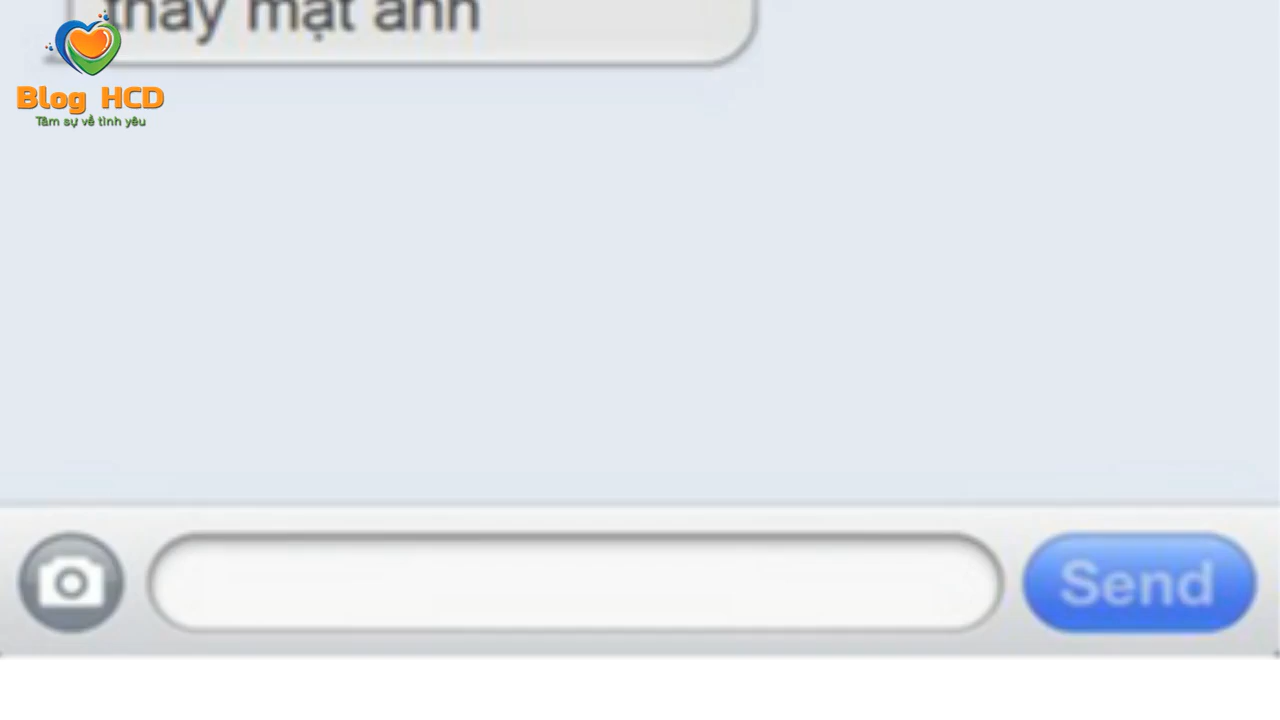 thấy mặt anh
Blog HCD
Tâm sự về tình yêu
Send